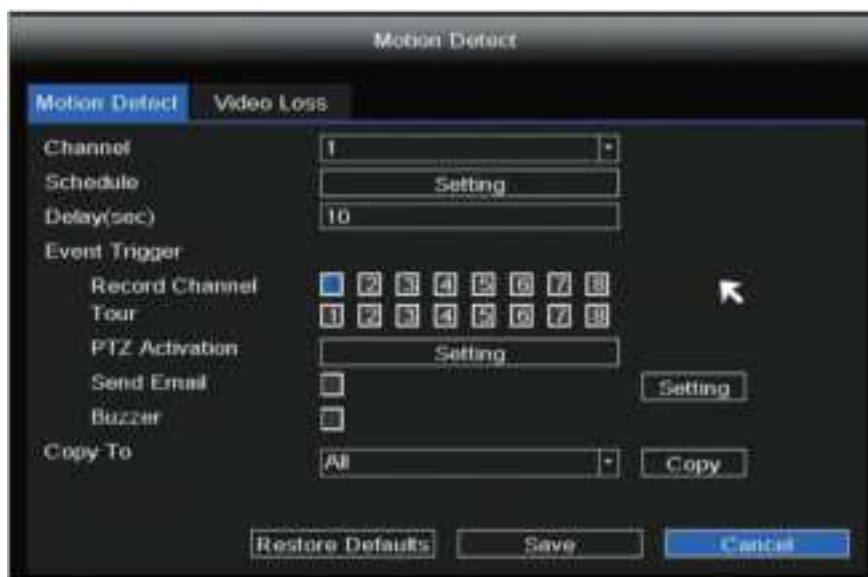 Motion Detect
Motion Detect Video Loss
Channel 1
Schedule Setting
Delay(sec) 10
Event Trigger
Record Channel 2 3 4 5 6 7 8
Tour 1 2 3 4 5 6 7 8
PTZ Activation Setting
Send Email Setting
Buzzer
Copy To All Copy
Restore Defaults Save Cancel